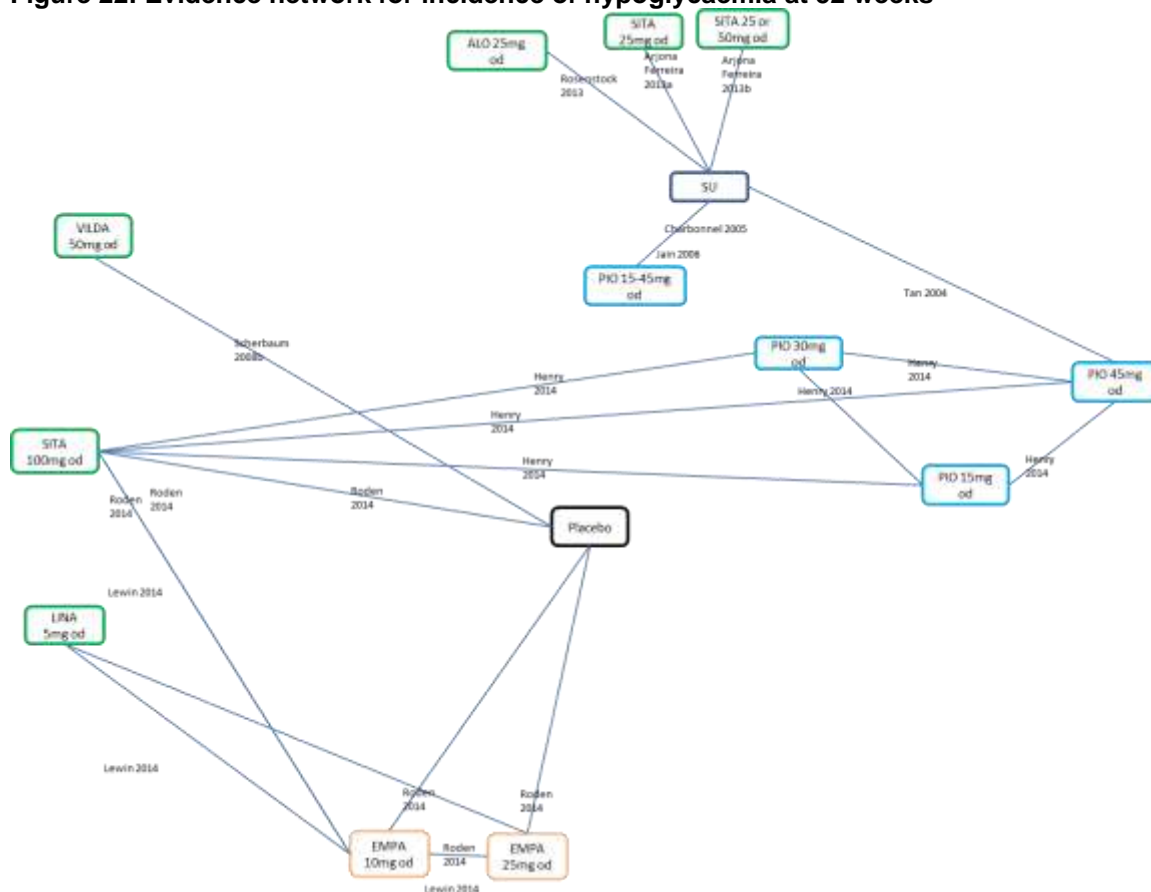 Figure 22: Evidence network for incidence of hypoglycaemia at 52 weeks
SITA
25mg od
SITA 25 or
50mg od
ALO 25mg
od
Arjona
Ferreira
2013a
Arjona
Ferreira
2013b
Rosenstock
2013
SU
VILDA
50mg od
Charbonnel 2005
Jain 2006
PIO 15-45mg
od
Tan 2004
Scherbaum
2008b
PIO 30mg
od
Henry
2014
PIO 45mg
od
Henry
2014
Henry 2014
Henry
2014
SITA
100mg od
Henry
2014
Henry
2014
PIO 15mg
od
Roden
2014
Roden
2014
Roden
2014
Placebo
Lewin 2014
LINA
5mg od
Lewin 2014
Roden
2014
Roden
2014
EMPA
10mg od
Roden
2014
EMPA
25mg od
Lewin 2014